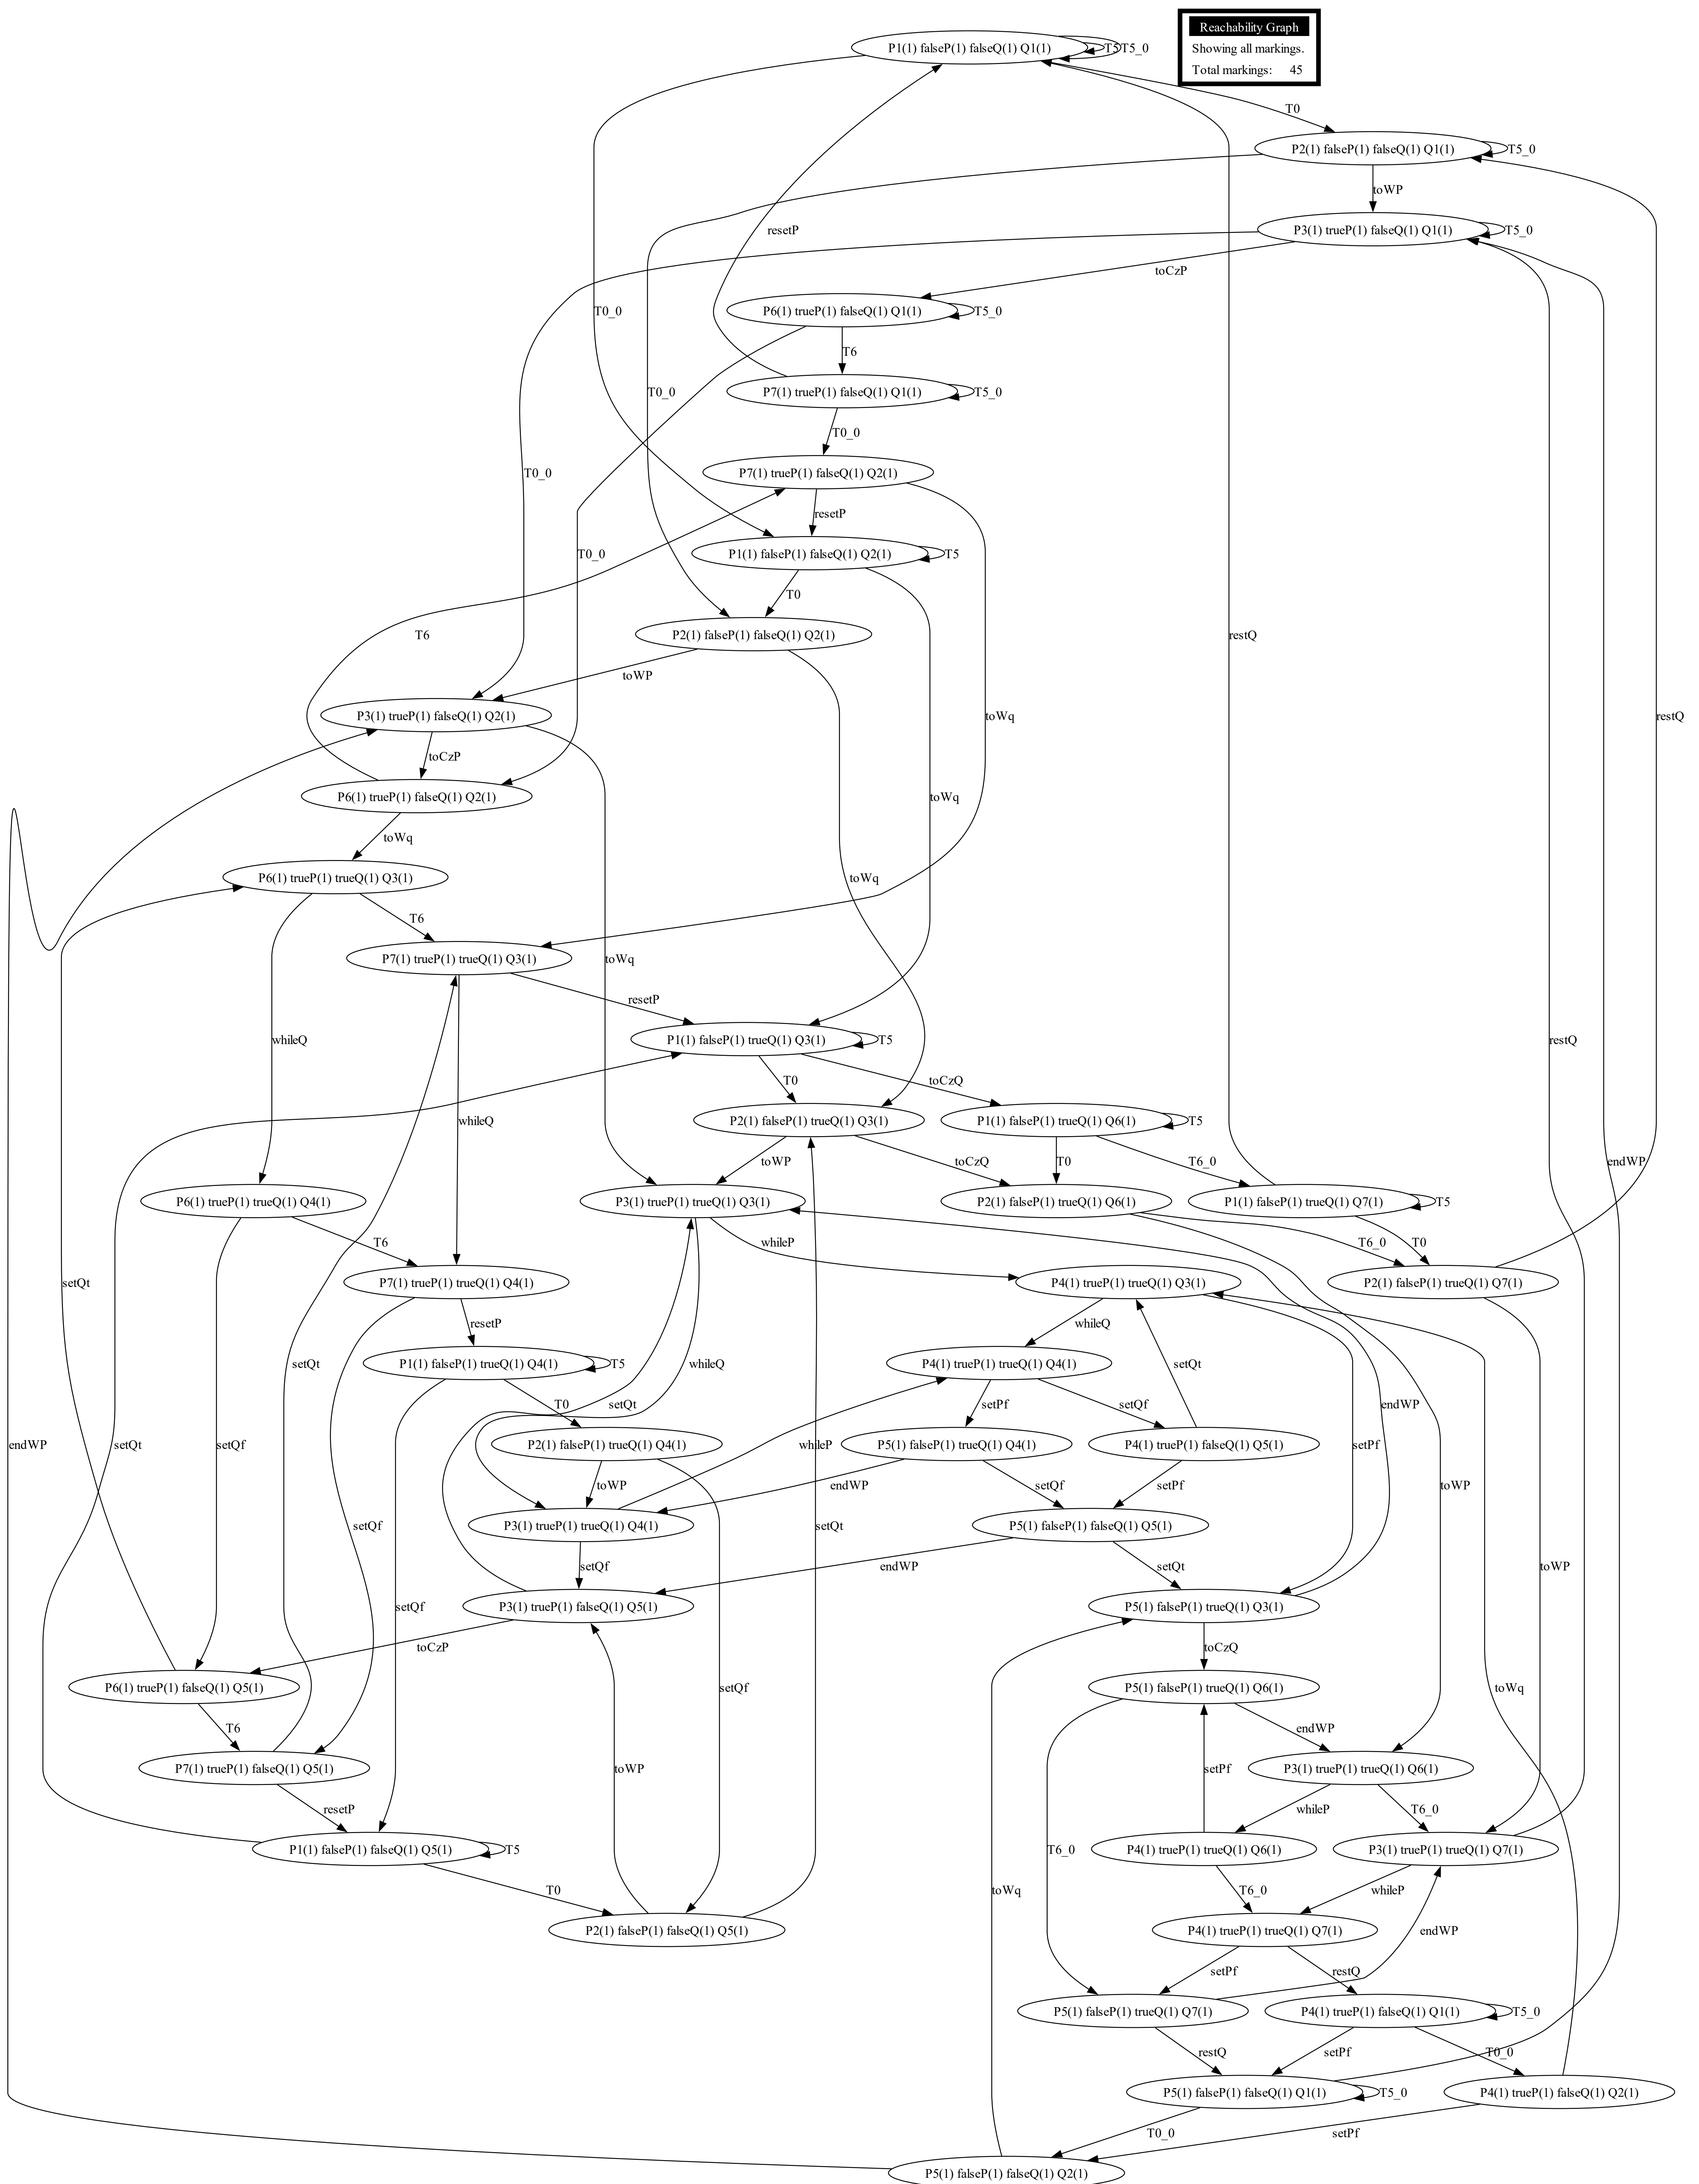 Reachability Graph
Showing all markings.
Total markings: 45
P1(1) falseP(1) falseQ(1) Q1(1)
T5
T5_0
T0
P2(1) falseP(1) falseQ(1) Q1(1)
T5_0
toWP
P3(1) trueP(1) falseQ(1) Q1(1)
T5_0
resetP
toCzP
P6(1) trueP(1) falseQ(1) Q1(1)
T5_0
T0_0
T6
P7(1) trueP(1) falseQ(1) Q1(1)
T5_0
T0_0
T0_0
P7(1) trueP(1) falseQ(1) Q2(1)
T0_0
resetP
P1(1) falseP(1) falseQ(1) Q2(1)
T5
T0_0
T0
T6
restQ
P2(1) falseP(1) falseQ(1) Q2(1)
toWP
P3(1) trueP(1) falseQ(1) Q2(1)
toWq
restQ
toCzP
P6(1) trueP(1) falseQ(1) Q2(1)
toWq
toWq
toWq
P6(1) trueP(1) trueQ(1) Q3(1)
T6
P7(1) trueP(1) trueQ(1) Q3(1)
toWq
resetP
whileQ
P1(1) falseP(1) trueQ(1) Q3(1)
T5
restQ
T0
toCzQ
P2(1) falseP(1) trueQ(1) Q3(1)
P1(1) falseP(1) trueQ(1) Q6(1)
T5
whileQ
toWP
toCzQ
T0
T6_0
endWP
P6(1) trueP(1) trueQ(1) Q4(1)
P3(1) trueP(1) trueQ(1) Q3(1)
P2(1) falseP(1) trueQ(1) Q6(1)
P1(1) falseP(1) trueQ(1) Q7(1)
T5
T6
whileP
T6_0
T0
setQt
P7(1) trueP(1) trueQ(1) Q4(1)
P4(1) trueP(1) trueQ(1) Q3(1)
P2(1) falseP(1) trueQ(1) Q7(1)
resetP
whileQ
setQt
P1(1) falseP(1) trueQ(1) Q4(1)
T5
whileQ
P4(1) trueP(1) trueQ(1) Q4(1)
setQt
T0
setQt
setPf
setQf
endWP
endWP
setQt
setQf
P2(1) falseP(1) trueQ(1) Q4(1)
whileP
P5(1) falseP(1) trueQ(1) Q4(1)
P4(1) trueP(1) falseQ(1) Q5(1)
setPf
toWP
endWP
setQf
setPf
toWP
setQf
P3(1) trueP(1) trueQ(1) Q4(1)
setQt
P5(1) falseP(1) falseQ(1) Q5(1)
setQf
endWP
setQt
toWP
setQf
P3(1) trueP(1) falseQ(1) Q5(1)
P5(1) falseP(1) trueQ(1) Q3(1)
toCzP
toCzQ
P6(1) trueP(1) falseQ(1) Q5(1)
setQf
P5(1) falseP(1) trueQ(1) Q6(1)
toWq
T6
endWP
P7(1) trueP(1) falseQ(1) Q5(1)
toWP
setPf
P3(1) trueP(1) trueQ(1) Q6(1)
resetP
whileP
T6_0
P1(1) falseP(1) falseQ(1) Q5(1)
T5
T6_0
P4(1) trueP(1) trueQ(1) Q6(1)
P3(1) trueP(1) trueQ(1) Q7(1)
T0
toWq
T6_0
whileP
P2(1) falseP(1) falseQ(1) Q5(1)
P4(1) trueP(1) trueQ(1) Q7(1)
endWP
setPf
restQ
P5(1) falseP(1) trueQ(1) Q7(1)
P4(1) trueP(1) falseQ(1) Q1(1)
T5_0
restQ
setPf
T0_0
P5(1) falseP(1) falseQ(1) Q1(1)
T5_0
P4(1) trueP(1) falseQ(1) Q2(1)
T0_0
setPf
P5(1) falseP(1) falseQ(1) Q2(1)